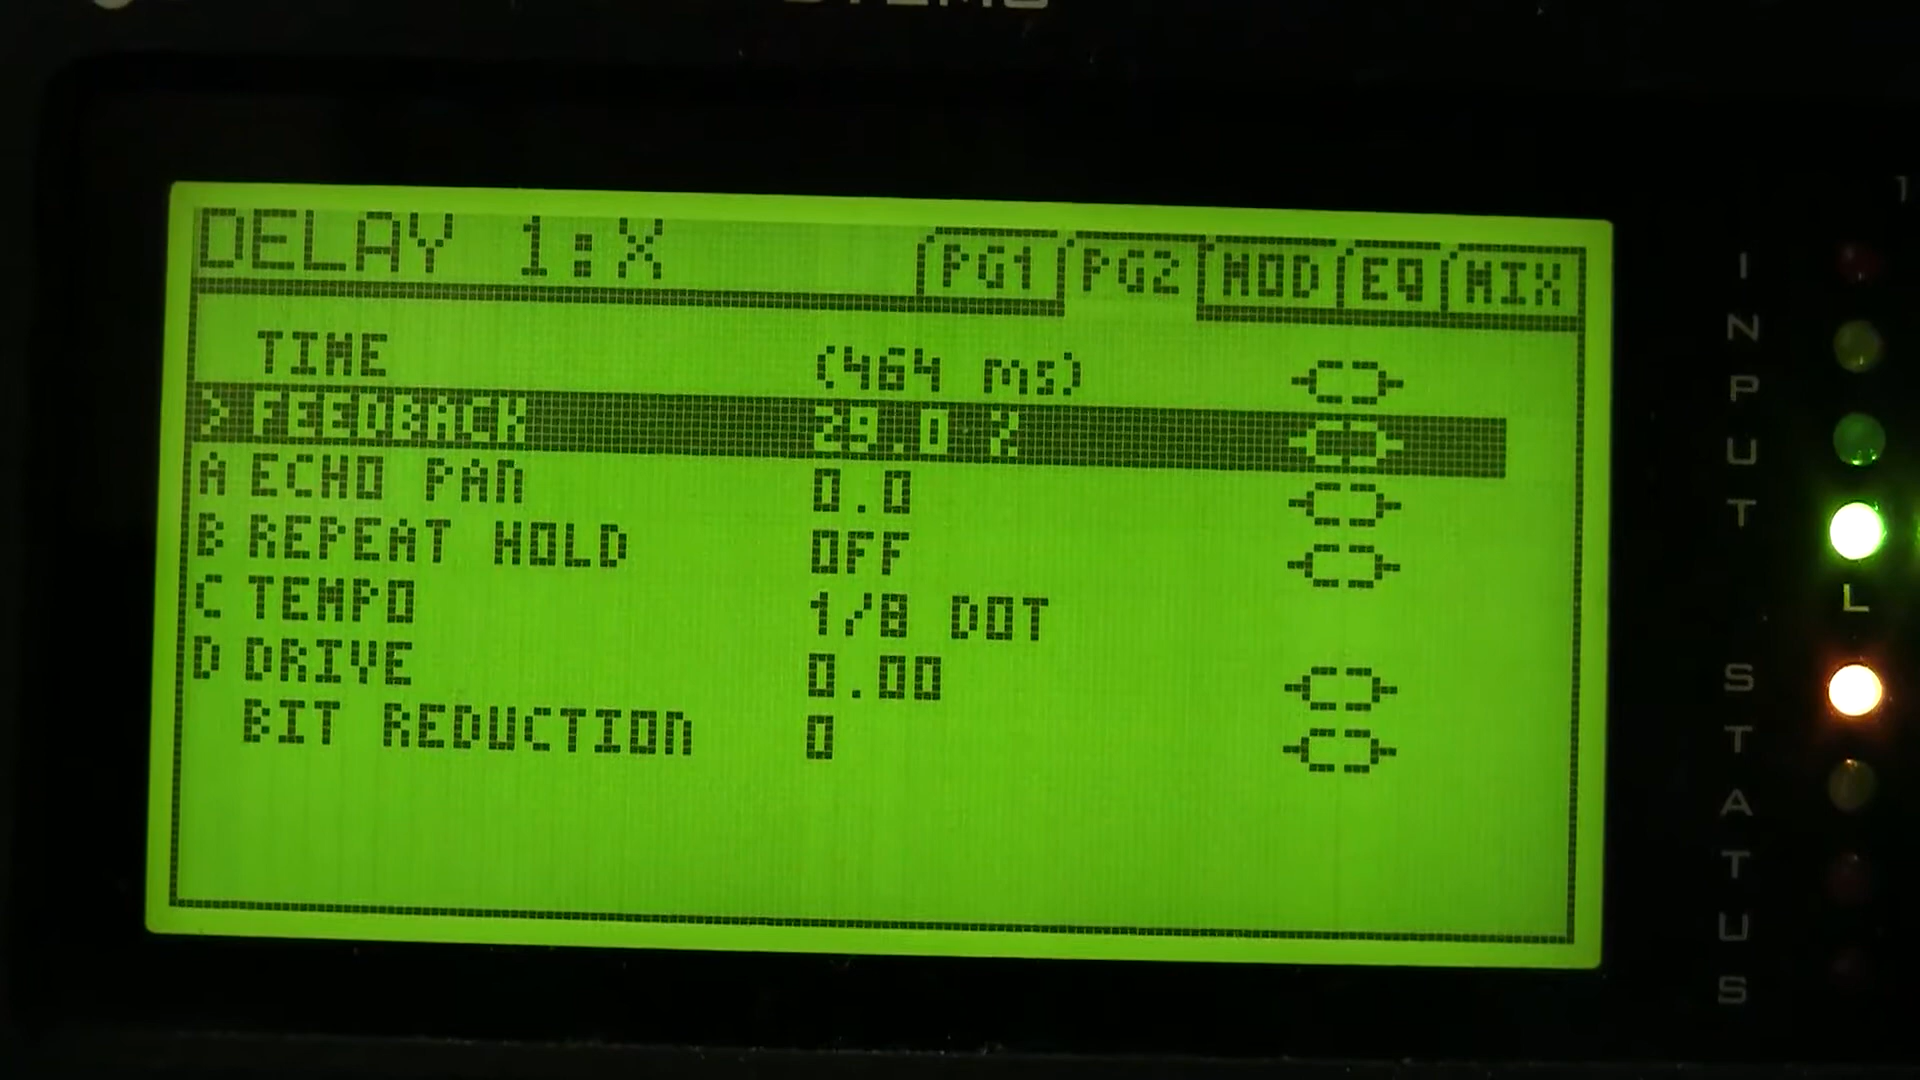 DELAY 1:X PG1 PG2 MOD EQ MIX
TIME (464 ms)
> FEEDBACK 29.0 %
A ECHO PAN 0.0
B REPEAT HOLD OFF
C TEMPO 1/8 DOT
D DRIVE 0.00
BIT REDUCTION 0
1
INPUT
L
STATUS